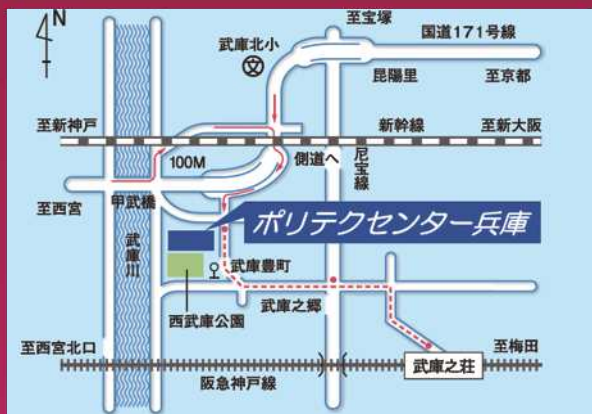 N
至宝塚
国道171号線
武庫北小
文
昆陽里
至京都
至新神戸
新幹線
至新大阪
100M
側道へ
尼宝線
至西宮
甲武橋
ポリテクセンター兵庫
武庫川
武庫豊町
西武庫公園
武庫之郷
至西宮北口
至梅田
武庫之荘
阪急神戸線